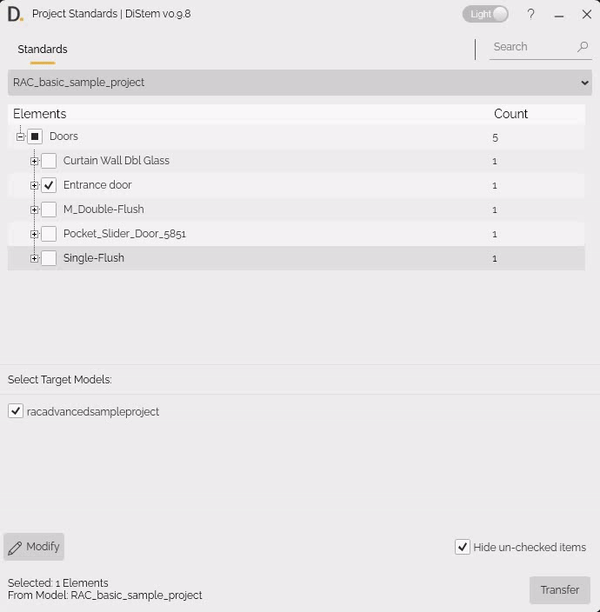 D. Project Standards | DiStem v0.9.8 Light ?
Standards Search
RAC_basic_sample_project
Elements Count
Doors 5
Curtain Wall Dbl Glass 1
Entrance door 1
M_Double-Flush 1
Pocket_Slider_Door_5851 1
Single-Flush 1
Select Target Models:
racadvancedsampleproject
Modify Hide un-checked items
Selected: 1 Elements
From Model: RAC_basic_sample_project
Transfer